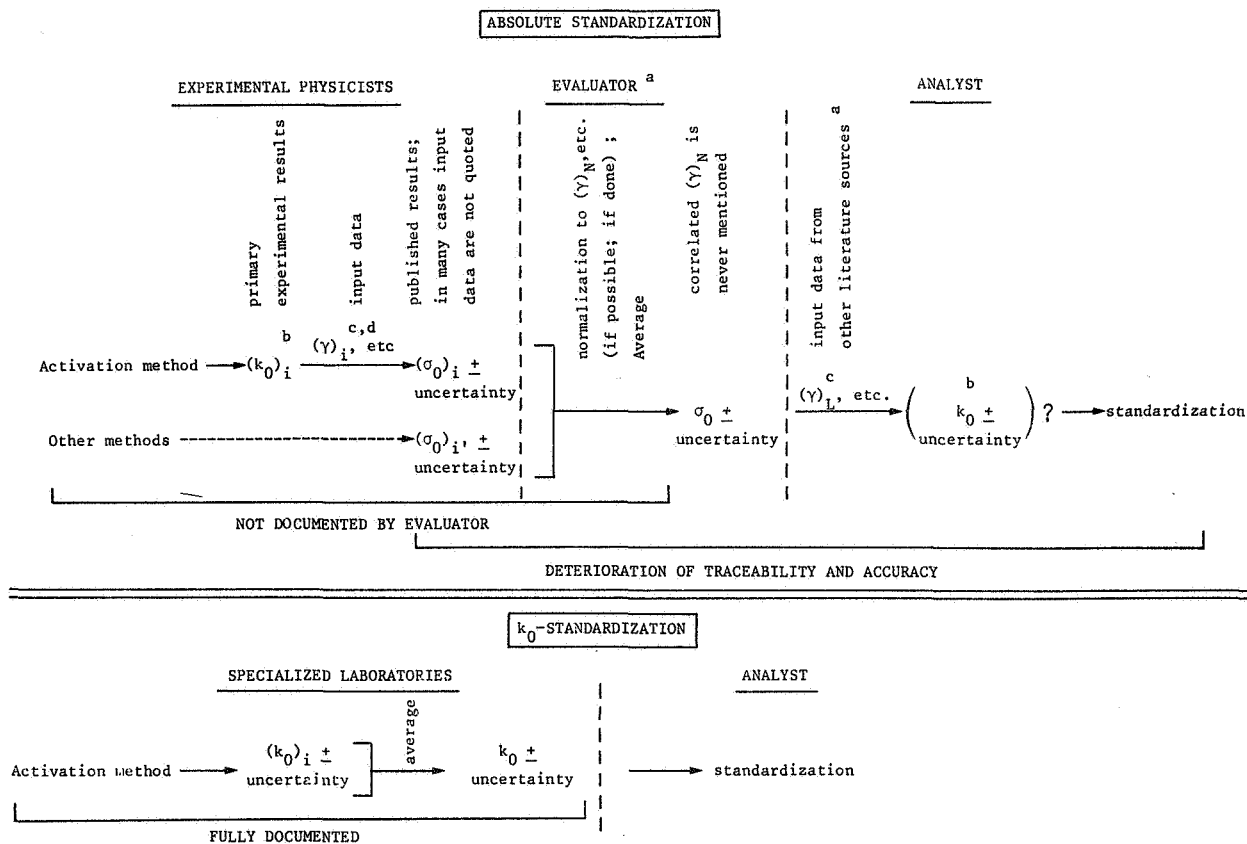 ABSOLUTE STANDARDIZATION
EXPERIMENTAL PHYSICISTS
EVALUATOR a
ANALYST
primary
experimental results
input data
published results;
in many cases input
data are not quoted
normalization to (γ)N, etc.
(if possible; if done) ;
Average
correlated (γ)N is
never mentioned
input data from
other literature sources a
Activation method
(k0)i b
(γ)i, etc c,d
(σ0)i ±
uncertainty
Other methods
(σ0)i, ±
uncertainty
σ0 ±
uncertainty
(γ)L, etc. c
b
( k0 ±
uncertainty ) ?
standardization
NOT DOCUMENTED BY EVALUATOR
DETERIORATION OF TRACEABILITY AND ACCURACY
k0-STANDARDIZATION
SPECIALIZED LABORATORIES
ANALYST
Activation method
(k0)i ±
uncertainty
average
k0 ±
uncertainty
standardization
FULLY DOCUMENTED